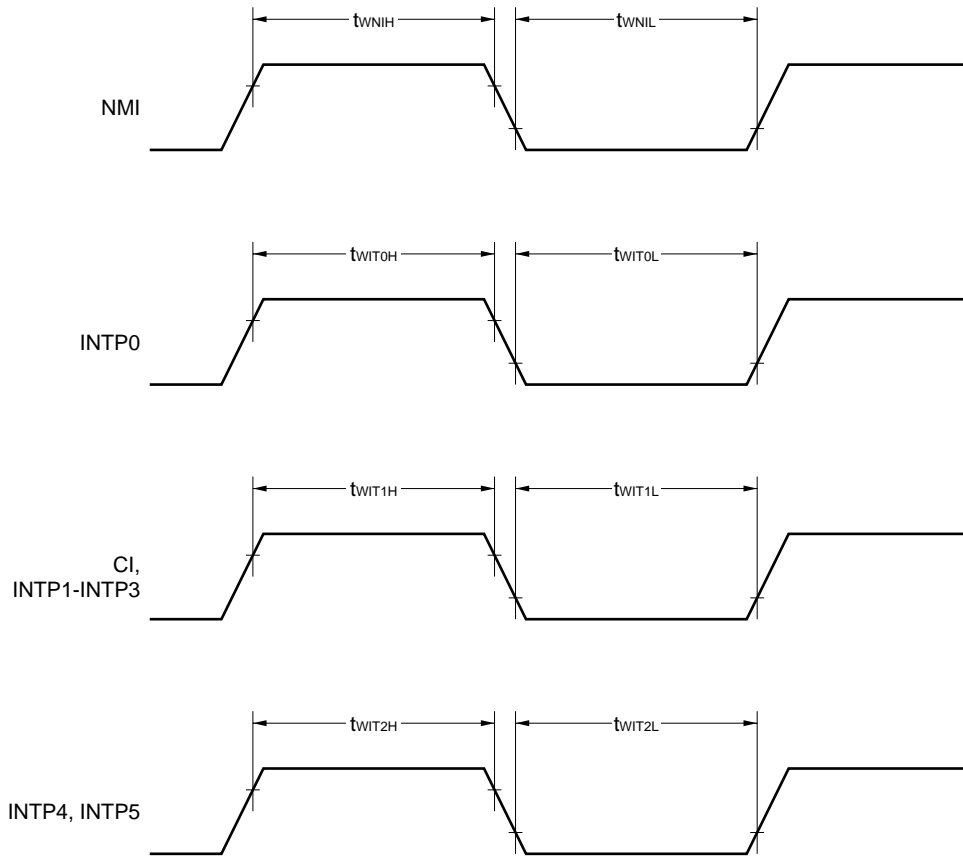 tWNIH tWNIL
NMI
tWIT0H tWIT0L
INTP0
tWIT1H tWIT1L
CI,
INTP1-INTP3
tWIT2H tWIT2L
INTP4, INTP5